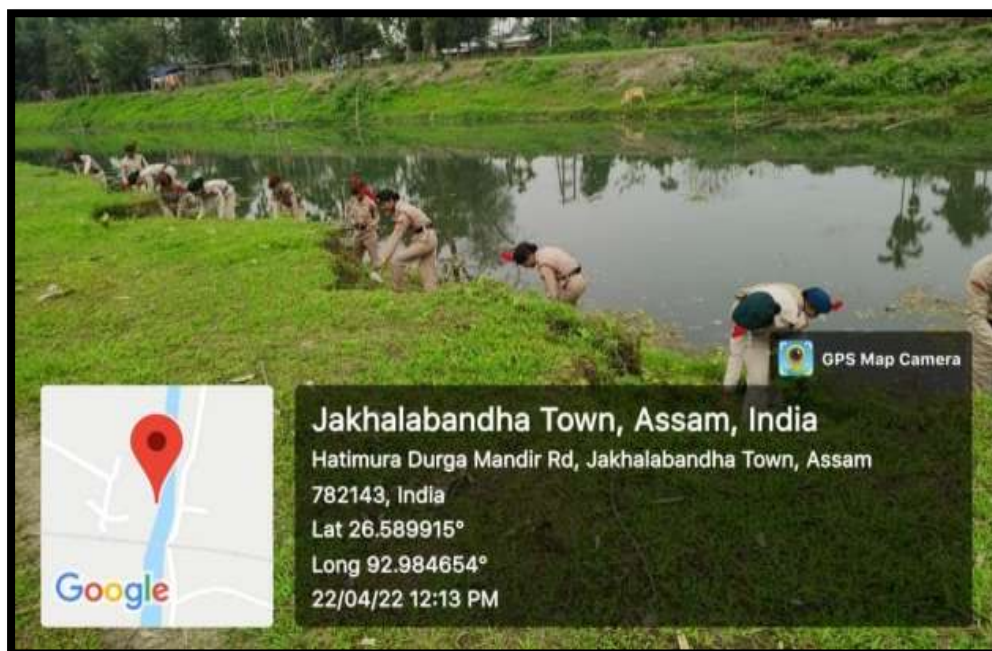 GPS Map Camera
Jakhalabandha Town, Assam, India
Hatimura Durga Mandir Rd, Jakhalabandha Town, Assam
782143, India
Lat 26.589915°
Long 92.984654°
22/04/22 12:13 PM
Google